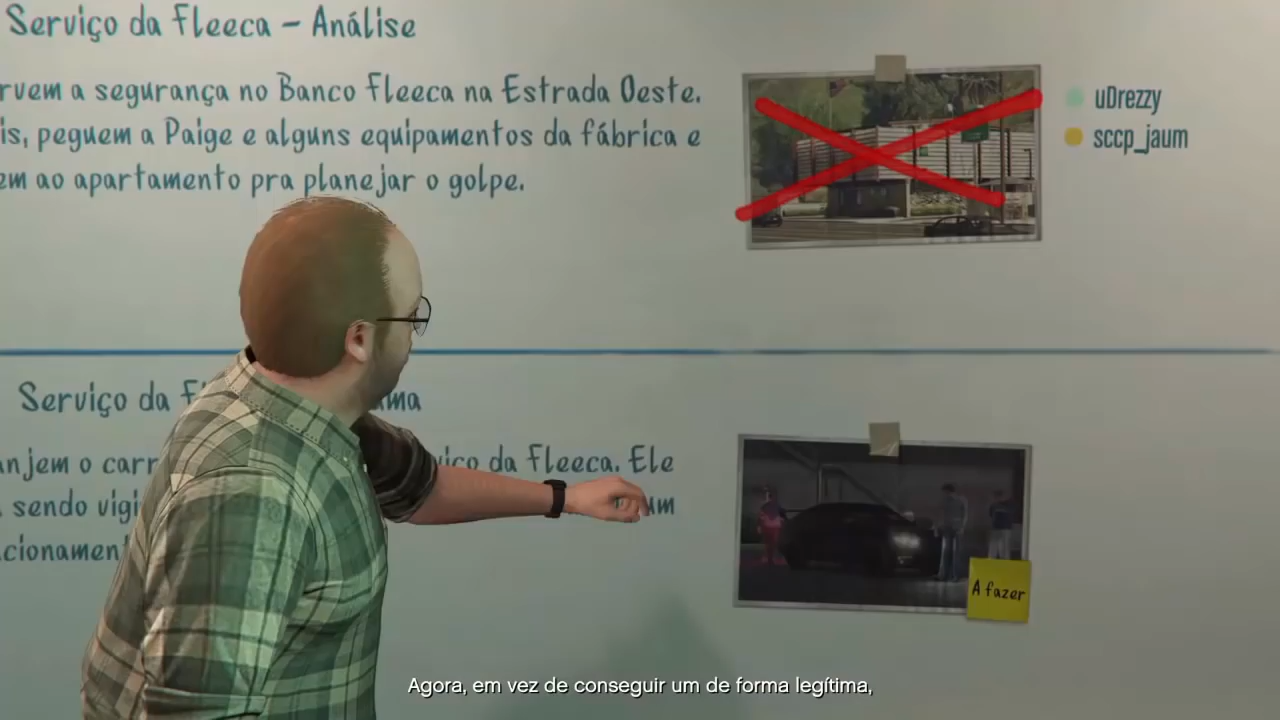 Serviço da Fleeca – Análise
rvem a segurança no Banco Fleeca na Estrada Oeste.
is, peguem a Paige e alguns equipamentos da fábrica e
em ao apartamento pra planejar o golpe.
uDrezzy
sccp_jaum
Serviço da F ama
anjem o carr viço da Fleeca. Ele
sendo vigi um
cionament
A fazer
Agora, em vez de conseguir um de forma legítima,